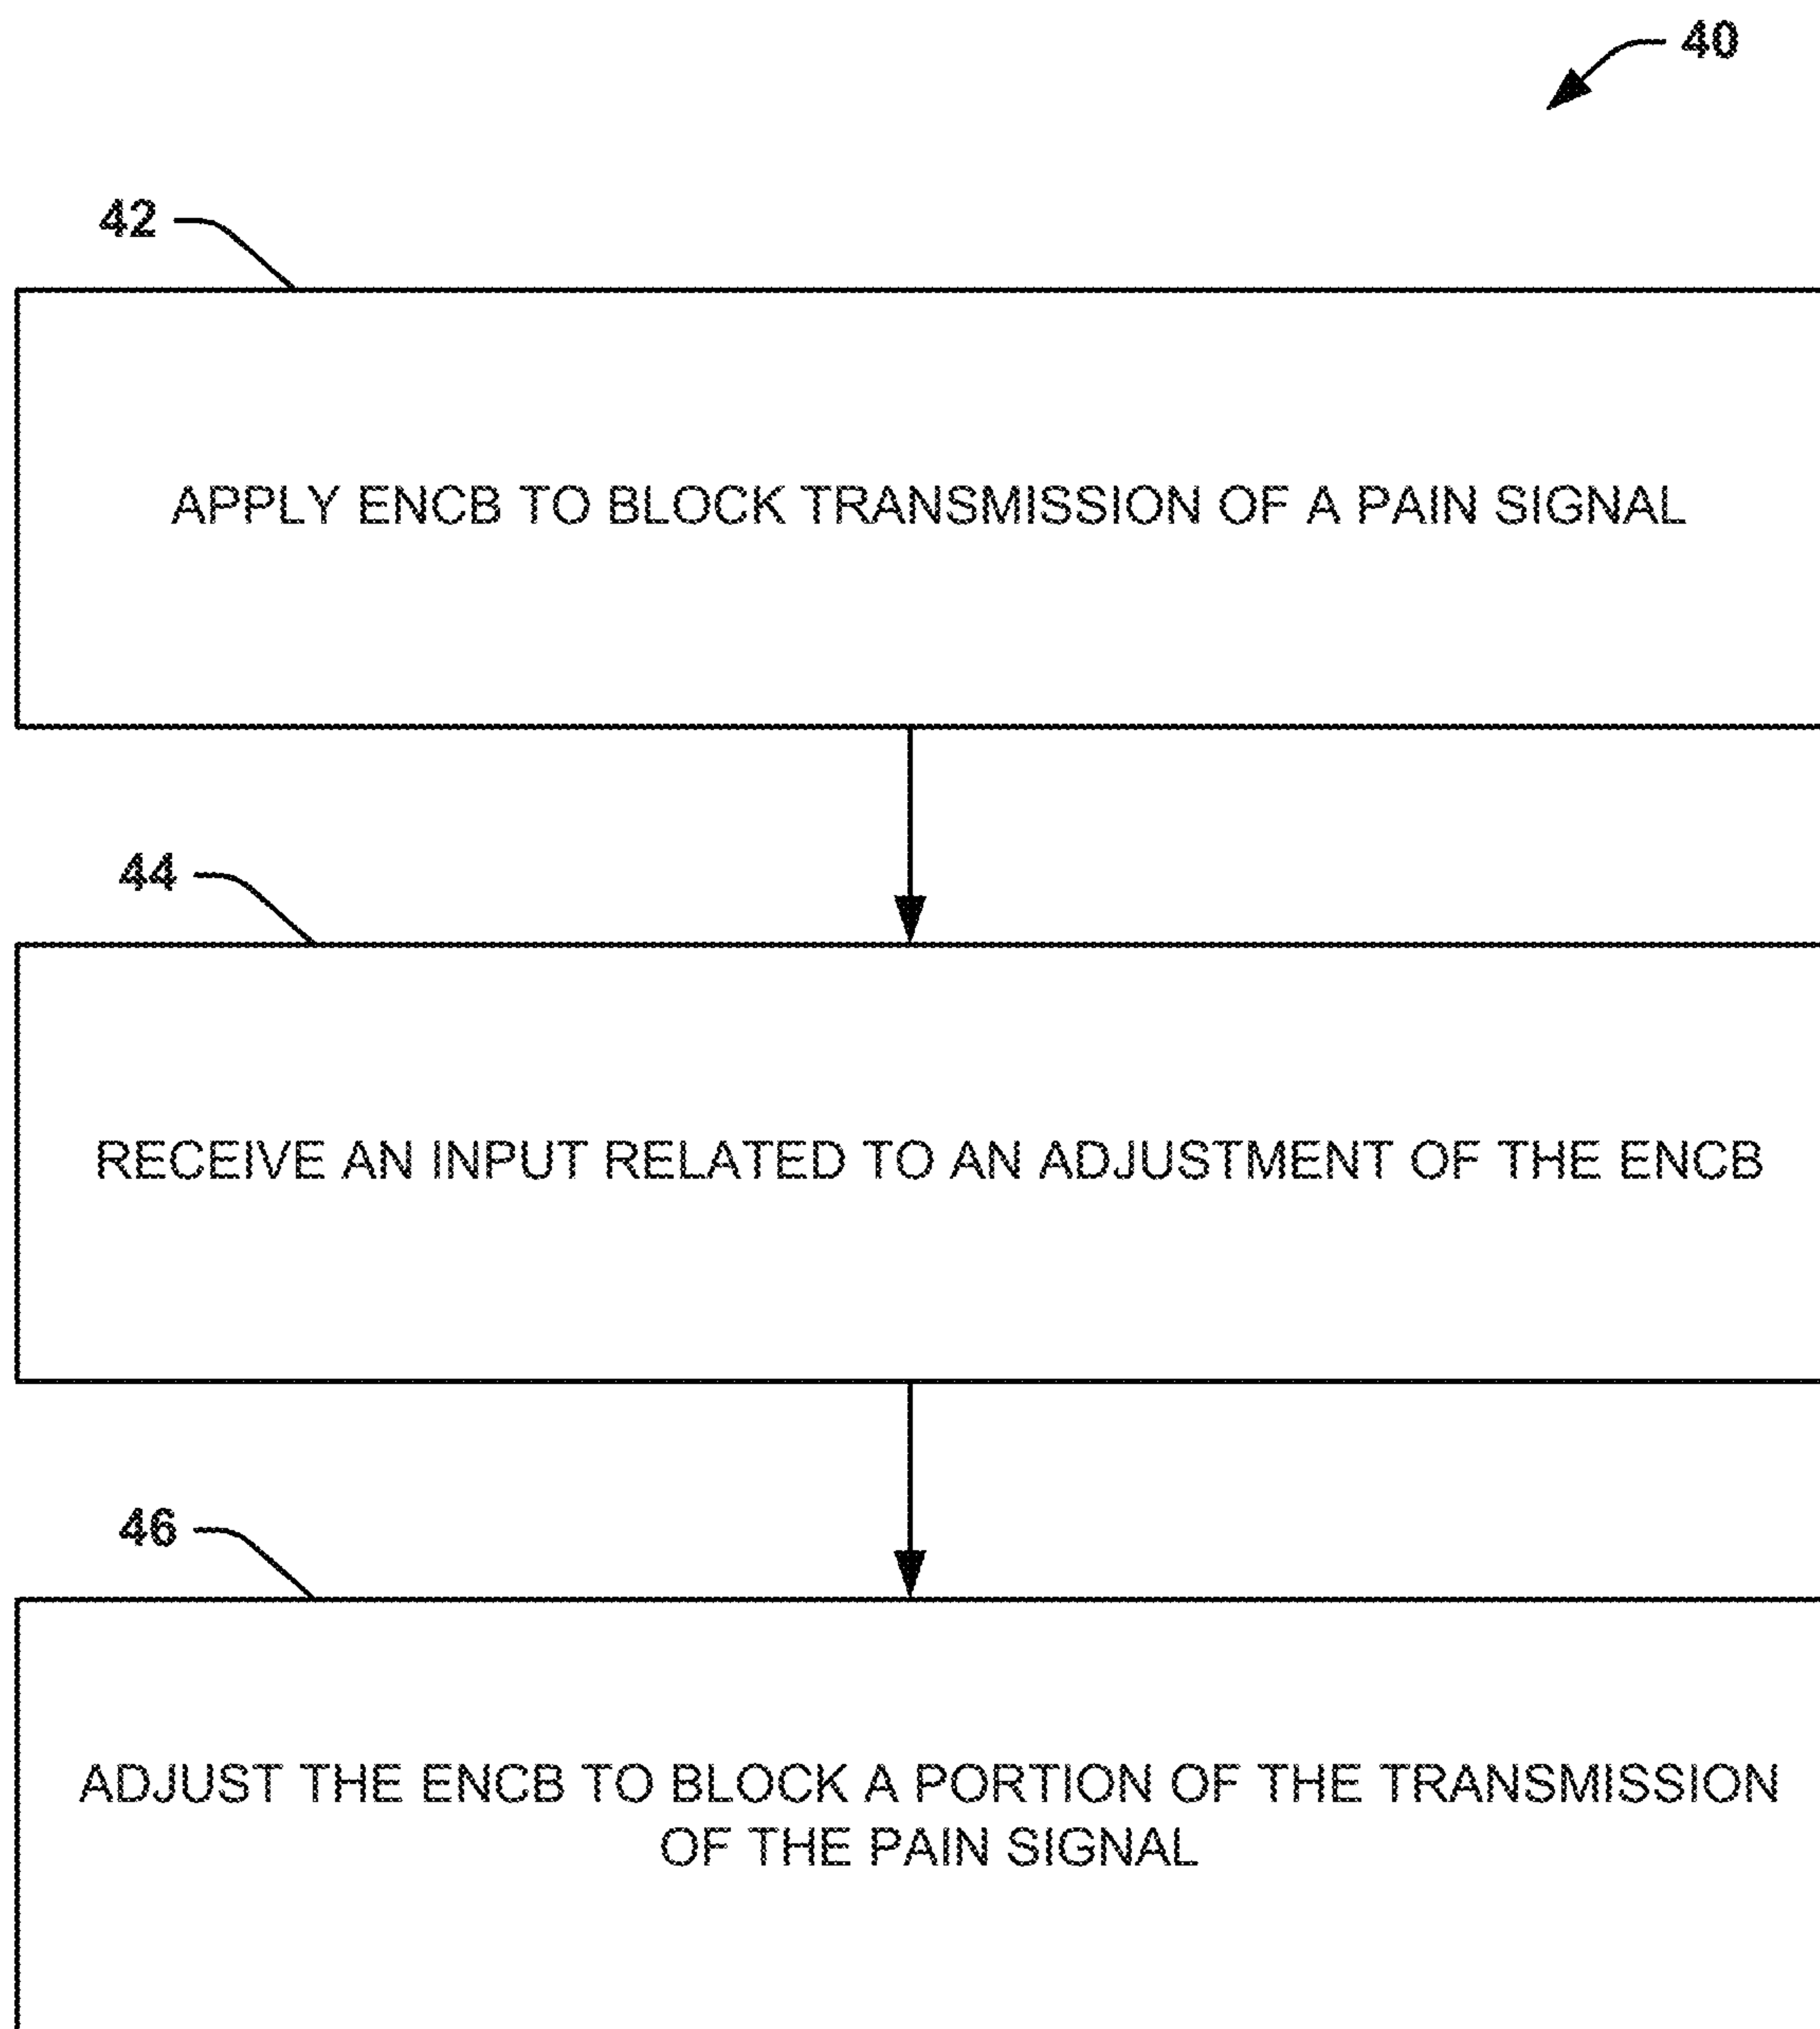 40
42
APPLY ENCB TO BLOCK TRANSMISSION OF A PAIN SIGNAL
44
RECEIVE AN INPUT RELATED TO AN ADJUSTMENT OF THE ENCB
46
ADJUST THE ENCB TO BLOCK A PORTION OF THE TRANSMISSION
OF THE PAIN SIGNAL